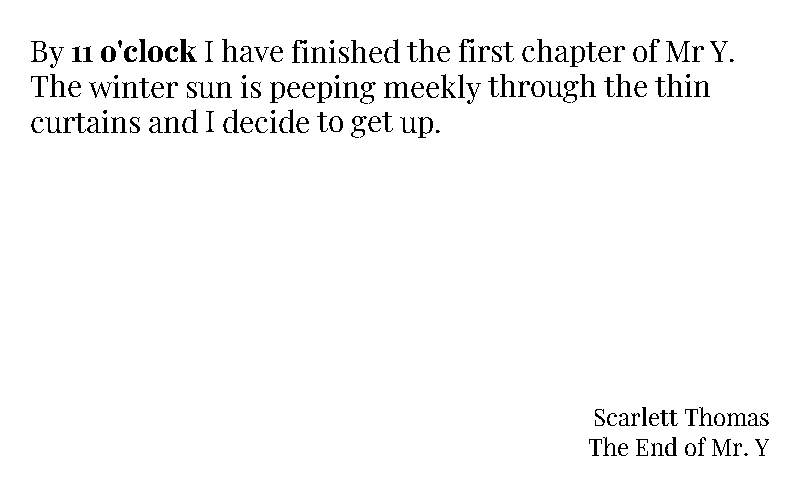 By 11 o'clock I have finished the first chapter of Mr Y.
The winter sun is peeping meekly through the thin
curtains and I decide to get up.
Scarlett Thomas
The End of Mr. Y